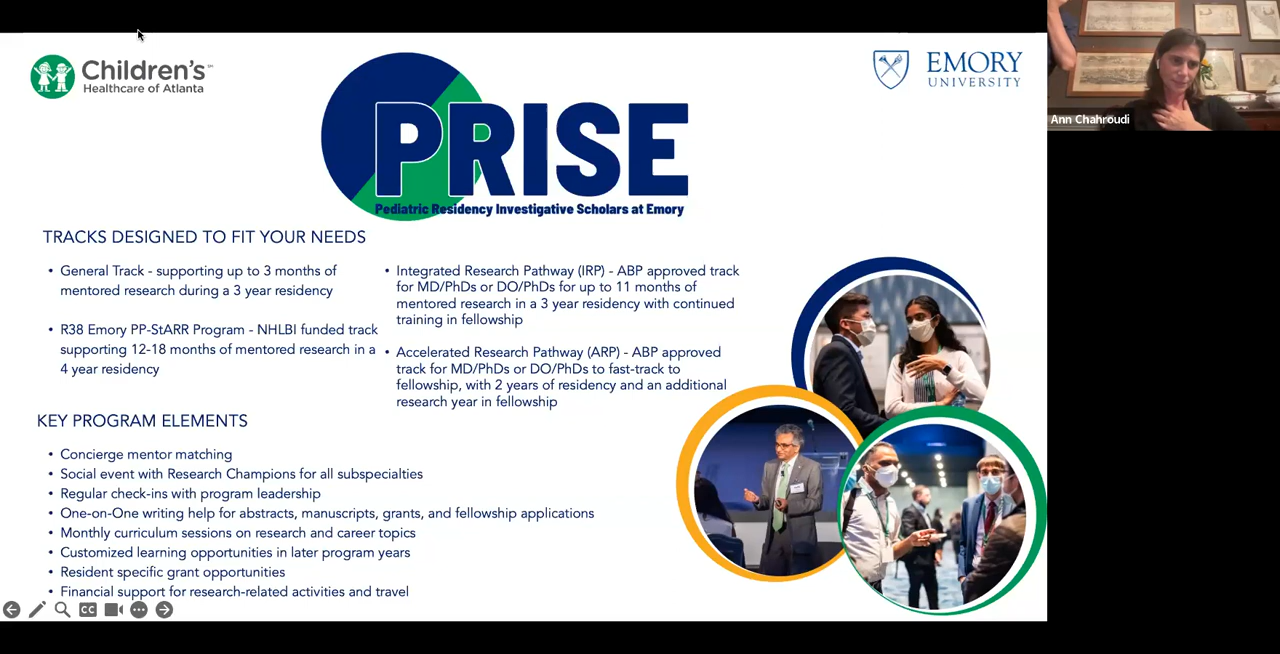 Children's
Healthcare of Atlanta
EMORY
UNIVERSITY
Ann Chahroudi
PRISE
Pediatric Residency Investigative Scholars at Emory
TRACKS DESIGNED TO FIT YOUR NEEDS
• General Track - supporting up to 3 months of
mentored research during a 3 year residency
• R38 Emory PP-StARR Program - NHLBI funded track
supporting 12-18 months of mentored research in a
4 year residency
• Integrated Research Pathway (IRP) - ABP approved track
for MD/PhDs or DO/PhDs for up to 11 months of
mentored research in a 3 year residency with continued
training in fellowship
• Accelerated Research Pathway (ARP) - ABP approved
track for MD/PhDs or DO/PhDs to fast-track to
fellowship, with 2 years of residency and an additional
research year in fellowship
KEY PROGRAM ELEMENTS
• Concierge mentor matching
• Social event with Research Champions for all subspecialties
• Regular check-ins with program leadership
• One-on-One writing help for abstracts, manuscripts, grants, and fellowship applications
• Monthly curriculum sessions on research and career topics
• Customized learning opportunities in later program years
• Resident specific grant opportunities
• Financial support for research-related activities and travel
CC